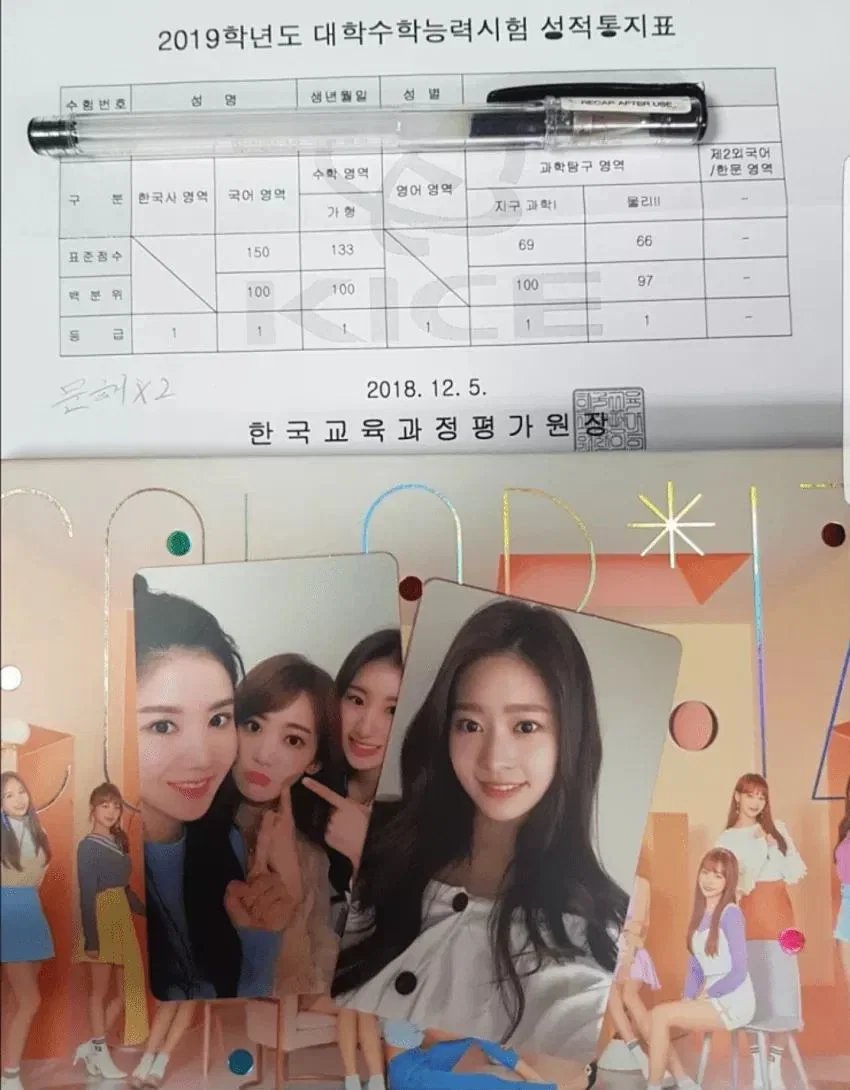 2019학년도 대학수학능력시험 성적통지표
수험번호 성 명 생년월일 성 별
RECAP AFTER USE
구 분 한국사 영역 국어 영역 수학 영역 영어 영역 과학탐구 영역 제2외국어
/한문 영역
가 형 지구 과학Ⅰ 물리Ⅱ -
표준점수 150 133 69 66 -
백 분 위 100 100 100 97 -
등 급 1 1 1 1 1 1 -
KICE
문혀x2
2018. 12. 5.
한국교육과정평가원장